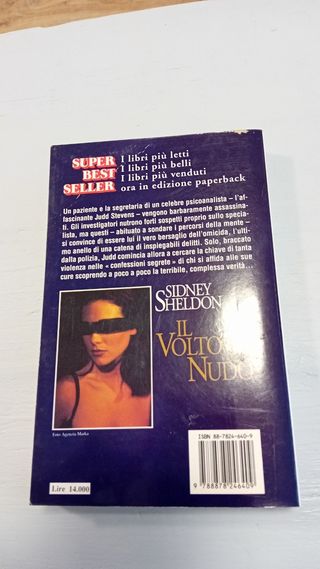 SUPER
BEST
SELLER
I libri più letti
I libri più belli
I libri più venduti
ora in edizione paperback
Un paziente e la segretaria di un celebre psicoanalista – l'af-
fascinante Judd Stevens – vengono barbaramente assassina-
ti. Gli investigatori nutrono forti sospetti proprio sullo specia-
lista, ma questi – abituato a sondare i percorsi della mente –
si convince di essere lui il vero bersaglio dell'omicida, l'ulti-
mo anello di una catena di inspiegabili delitti. Solo, braccato
dalla polizia, Judd comincia allora a cercare la chiave di tanta
violenza nelle «confessioni segrete» di chi si affida alle sue
cure scoprendo a poco a poco la terribile, complessa verità...
SIDNEY
SHELDON
IL
VOLTO
NUDO
Foto Agenzia Marka
ISBN 88-7824-640-9
9 788878 246409
Lire 14.000